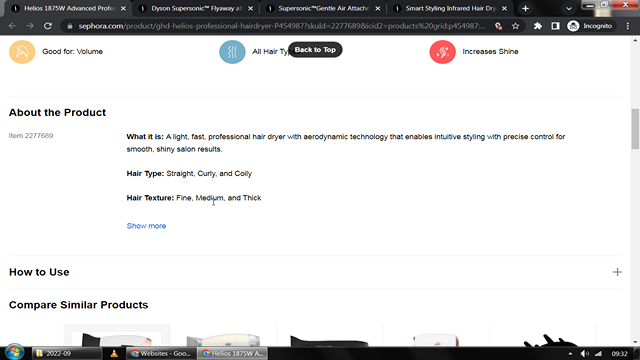 Helios 1875W Advanced Profes
Dyson Supersonic™ Flyaway at
Supersonic™Gentle Air Attachm
Smart Styling Infrared Hair Dry
sephora.com/product/ghd-helios-professional-hairdryer-P454987?skuId=2277689&icid2=products%20grid:p454987:...
Incognito
Good for: Volume
All Hair Typ
Back to Top
Increases Shine
About the Product
Item 2277689
What it is: A light, fast, professional hair dryer with aerodynamic technology that enables intuitive styling with precise control for
smooth, shiny salon results.
Hair Type: Straight, Curly, and Coily
Hair Texture: Fine, Medium, and Thick
Show more
How to Use
Compare Similar Products
2022-09
Websites - Goo...
Helios 1875W A...
09:32